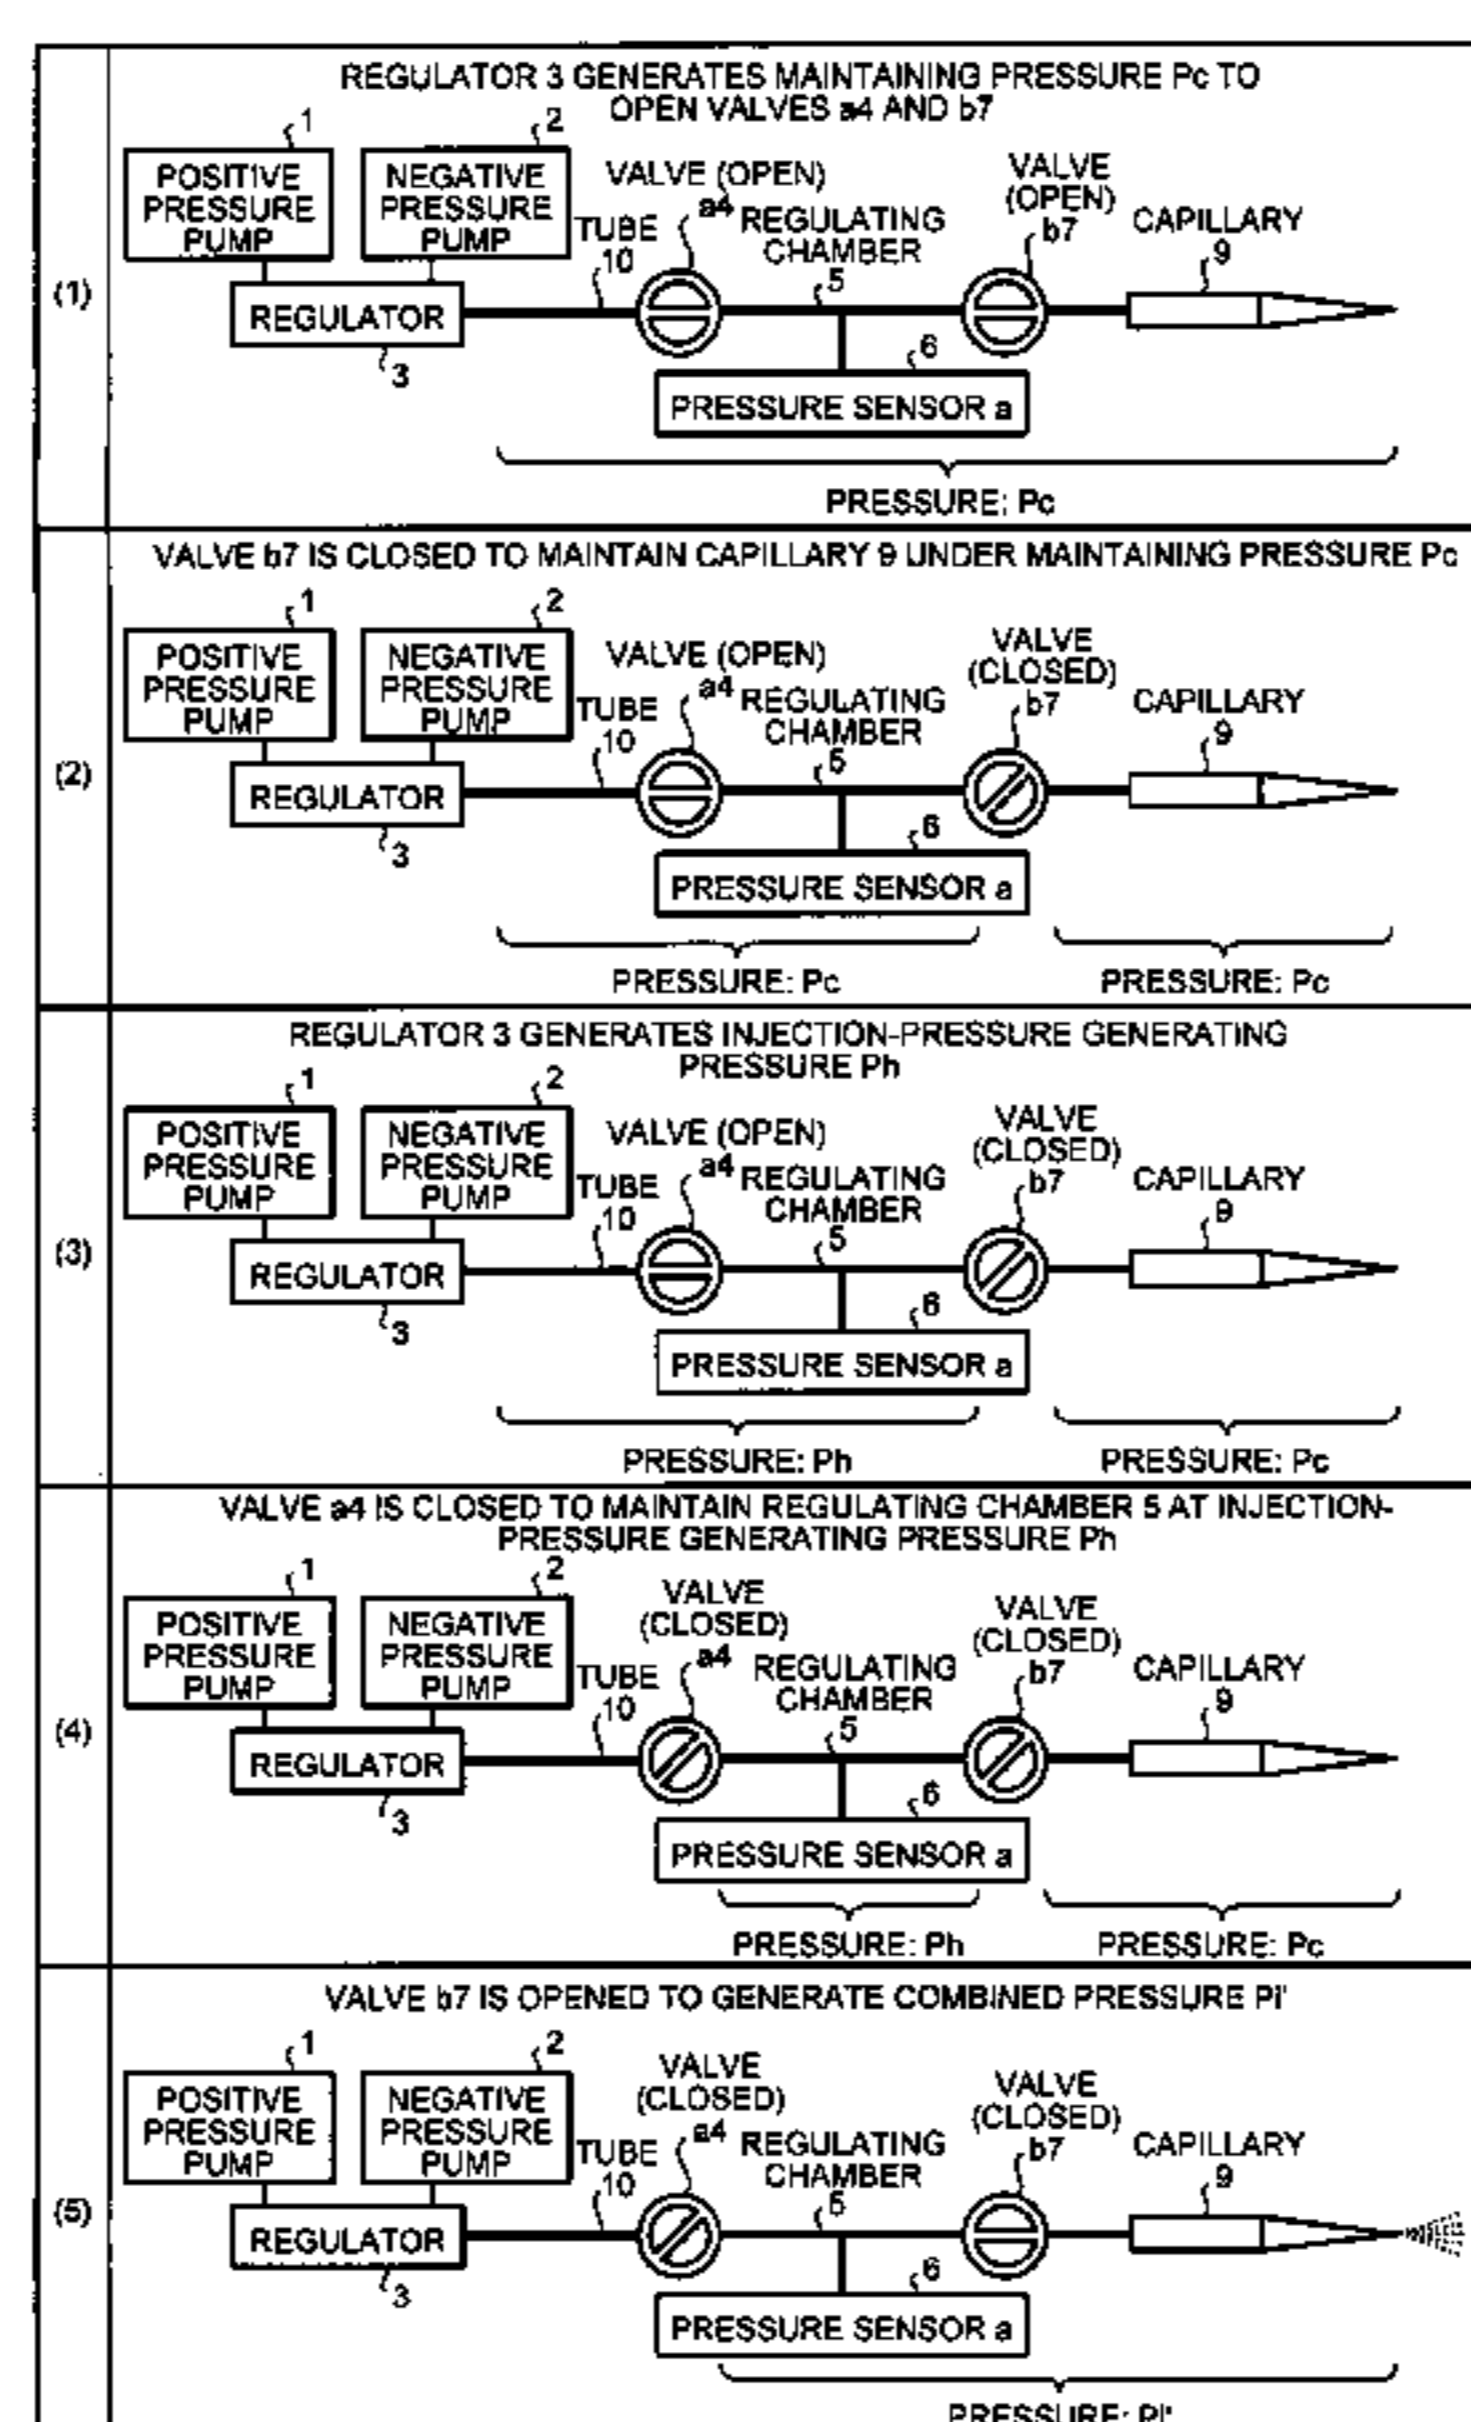 (1)
REGULATOR 3 GENERATES MAINTAINING PRESSURE Pc TO
OPEN VALVES a4 AND b7
1
2
POSITIVE
PRESSURE
PUMP
NEGATIVE
PRESSURE
PUMP
VALVE (OPEN)
a4
VALVE
(OPEN)
b7
TUBE
10
REGULATING
CHAMBER
5
CAPILLARY
9
REGULATOR
3
6
PRESSURE SENSOR a
PRESSURE: Pc
(2)
VALVE b7 IS CLOSED TO MAINTAIN CAPILLARY 9 UNDER MAINTAINING PRESSURE Pc
1
2
POSITIVE
PRESSURE
PUMP
NEGATIVE
PRESSURE
PUMP
VALVE (OPEN)
a4
VALVE
(CLOSED)
b7
TUBE
10
REGULATING
CHAMBER
5
CAPILLARY
9
REGULATOR
3
6
PRESSURE SENSOR a
PRESSURE: Pc
PRESSURE: Pc
(3)
REGULATOR 3 GENERATES INJECTION-PRESSURE GENERATING
PRESSURE Ph
1
2
POSITIVE
PRESSURE
PUMP
NEGATIVE
PRESSURE
PUMP
VALVE (OPEN)
a4
VALVE
(CLOSED)
b7
TUBE
10
REGULATING
CHAMBER
5
CAPILLARY
9
REGULATOR
3
6
PRESSURE SENSOR a
PRESSURE: Ph
PRESSURE: Pc
(4)
VALVE a4 IS CLOSED TO MAINTAIN REGULATING CHAMBER 5 AT INJECTION-
PRESSURE GENERATING PRESSURE Ph
1
2
POSITIVE
PRESSURE
PUMP
NEGATIVE
PRESSURE
PUMP
VALVE
(CLOSED)
a4
VALVE
(CLOSED)
b7
TUBE
10
REGULATING
CHAMBER
5
CAPILLARY
9
REGULATOR
3
6
PRESSURE SENSOR a
PRESSURE: Ph
PRESSURE: Pc
(5)
VALVE b7 IS OPENED TO GENERATE COMBINED PRESSURE Pi'
1
2
POSITIVE
PRESSURE
PUMP
NEGATIVE
PRESSURE
PUMP
VALVE
(CLOSED)
a4
VALVE
(CLOSED)
b7
TUBE
10
REGULATING
CHAMBER
5
CAPILLARY
9
REGULATOR
3
6
PRESSURE SENSOR a
PRESSURE: Pi'